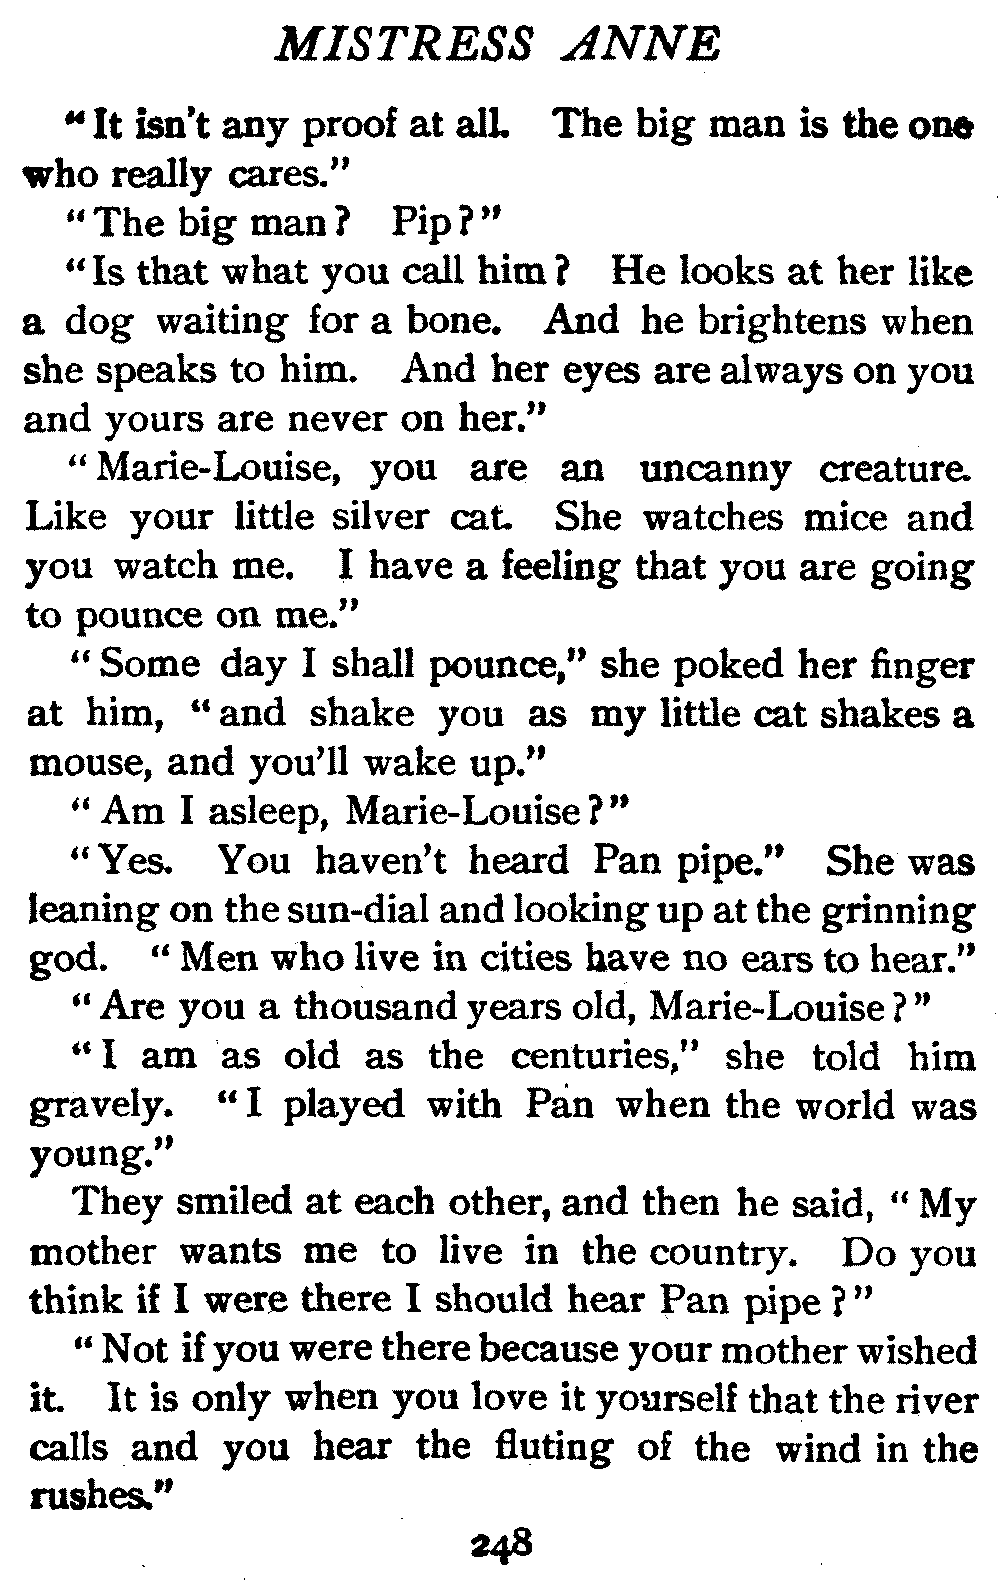 MISTRESS ANNE
"It isn't any proof at all. The big man is the one
who really cares."
"The big man? Pip?"
"Is that what you call him? He looks at her like
a dog waiting for a bone. And he brightens when
she speaks to him. And her eyes are always on you
and yours are never on her."
"Marie-Louise, you are an uncanny creature.
Like your little silver cat. She watches mice and
you watch me. I have a feeling that you are going
to pounce on me."
"Some day I shall pounce," she poked her finger
at him, "and shake you as my little cat shakes a
mouse, and you'll wake up."
"Am I asleep, Marie-Louise?"
"Yes. You haven't heard Pan pipe." She was
leaning on the sun-dial and looking up at the grinning
god. "Men who live in cities have no ears to hear."
"Are you a thousand years old, Marie-Louise?"
"I am as old as the centuries," she told him
gravely. "I played with Pan when the world was
young."
They smiled at each other, and then he said, "My
mother wants me to live in the country. Do you
think if I were there I should hear Pan pipe?"
"Not if you were there because your mother wished
it. It is only when you love it yourself that the river
calls and you hear the fluting of the wind in the
rushes."
248